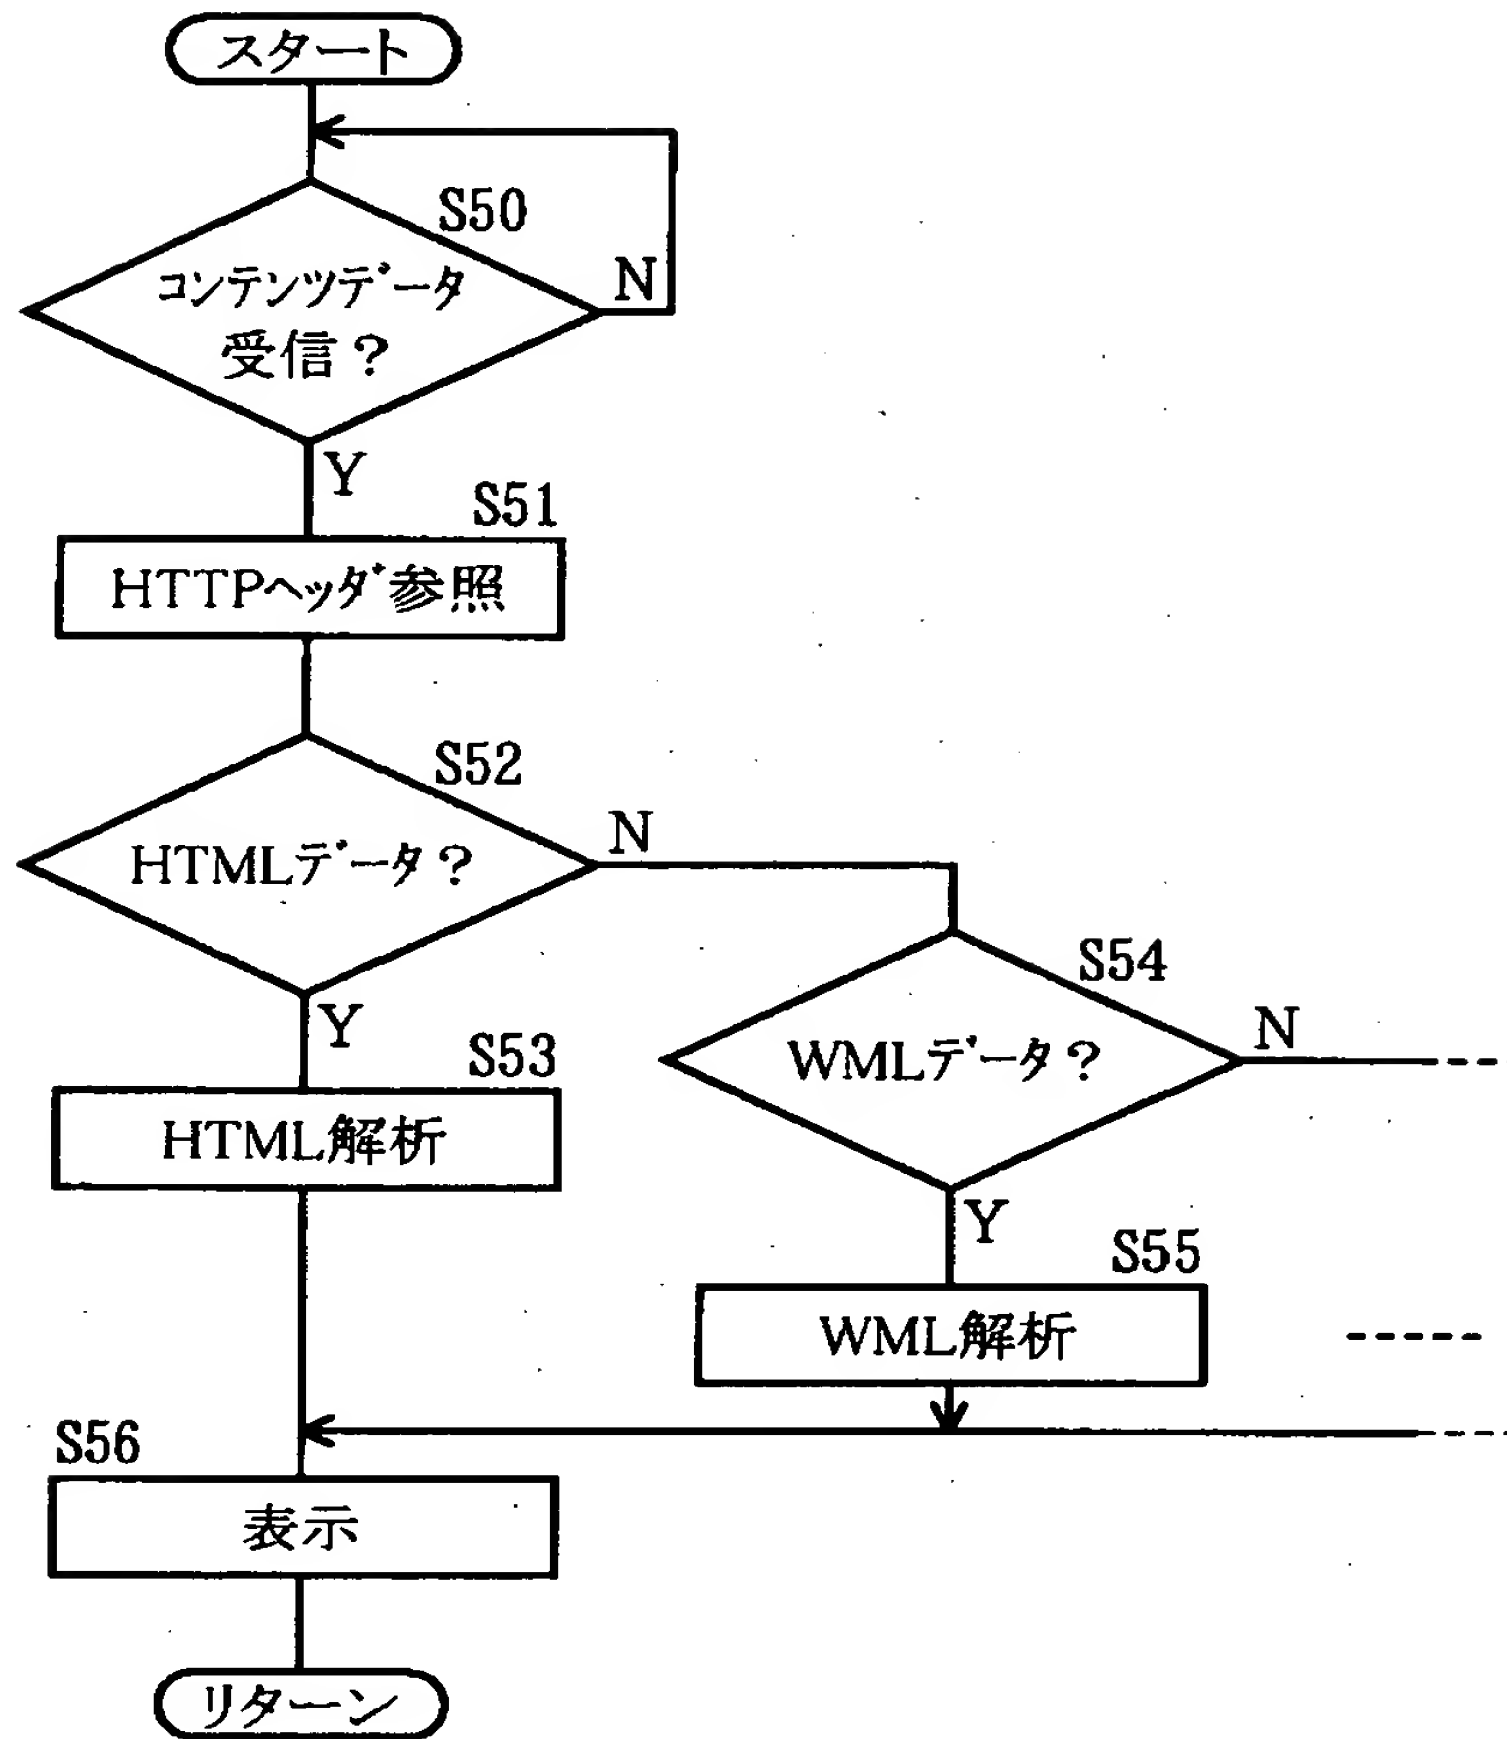 スタート
S50
コンテンツデータ
受信？
N
Y
S51
HTTPヘッダ参照
S52
HTMLデータ？
N
Y
S53
HTML解析
S54
WMLデータ？
N
Y
S55
WML解析
S56
表示
リターン